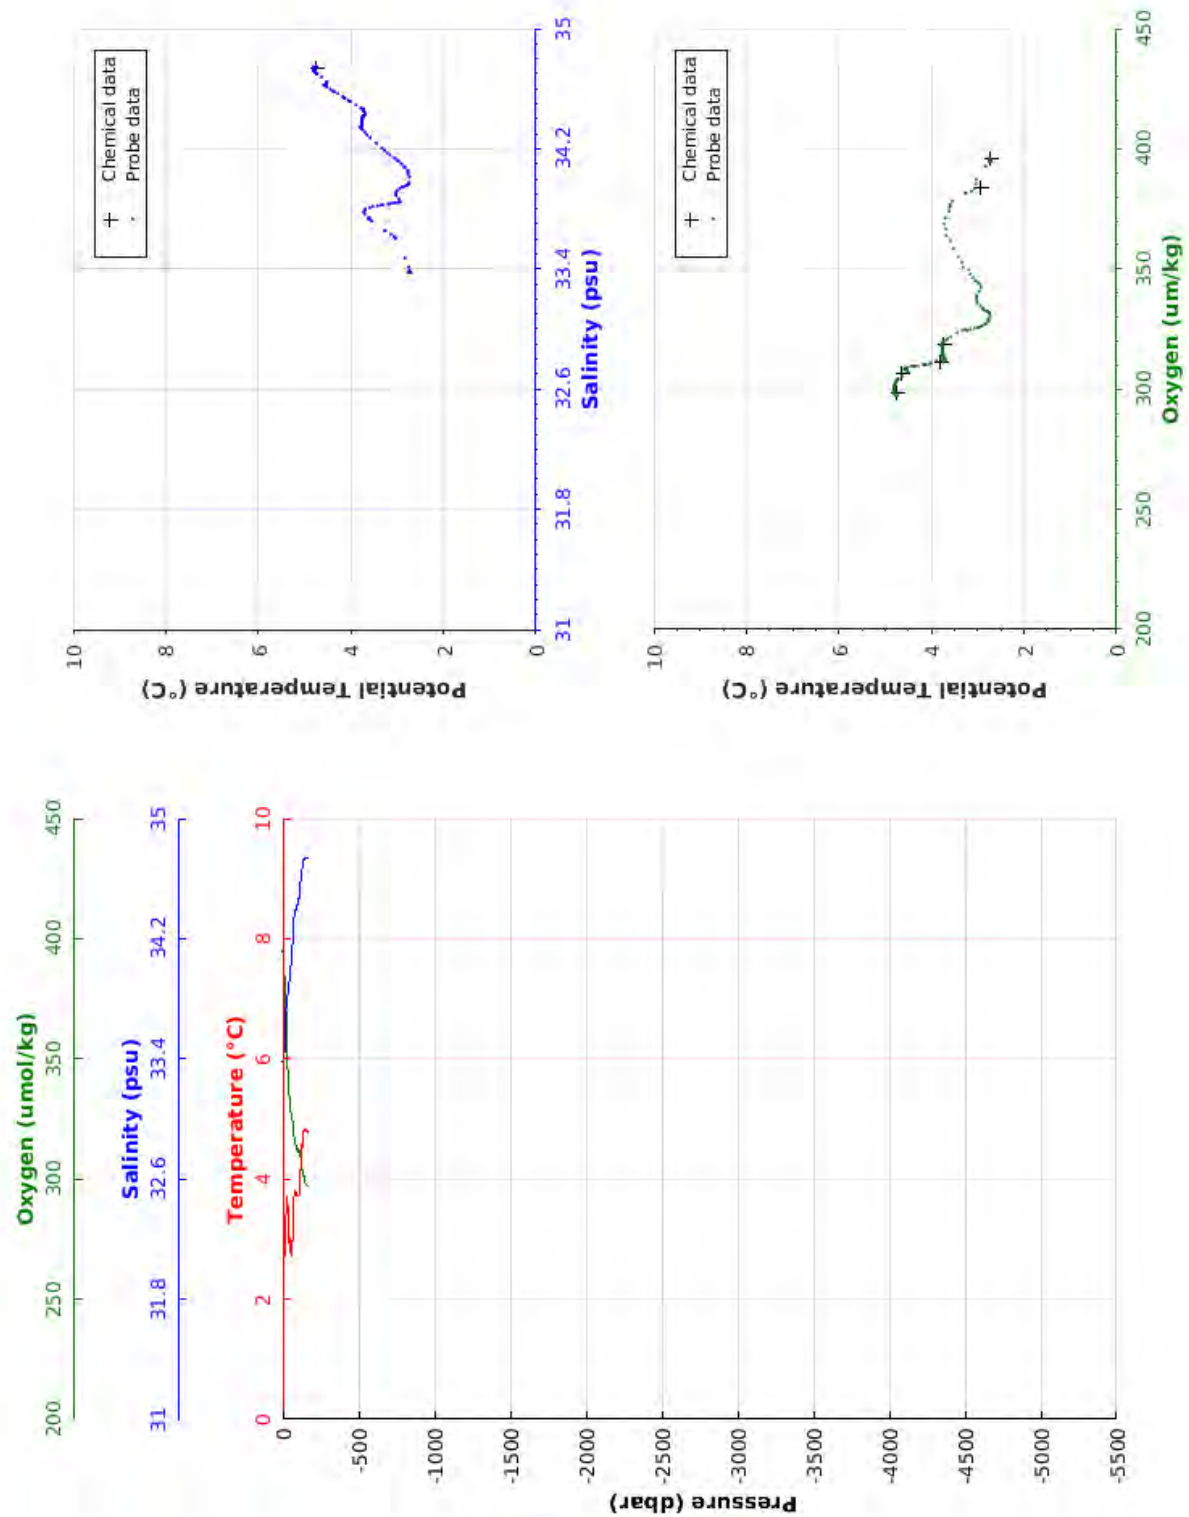 Oxygen (umol/kg)
200 250 300 350 400 450
Salinity (psu)
31 31.8 32.6 33.4 34.2 35
Temperature (°C)
0 2 4 6 8 10
0
-500
-1000
-1500
-2000
-2500
-3000
-3500
-4000
-4500
-5000
-5500
Pressure (dbar)
Potential Temperature (°C)
10
8
6
4
2
0
Chemical data
Probe data
31 31.8 32.6 33.4 34.2 35
Salinity (psu)
Potential Temperature (°C)
10
8
6
4
2
0
Chemical data
Probe data
200 250 300 350 400 450
Oxygen (um/kg)